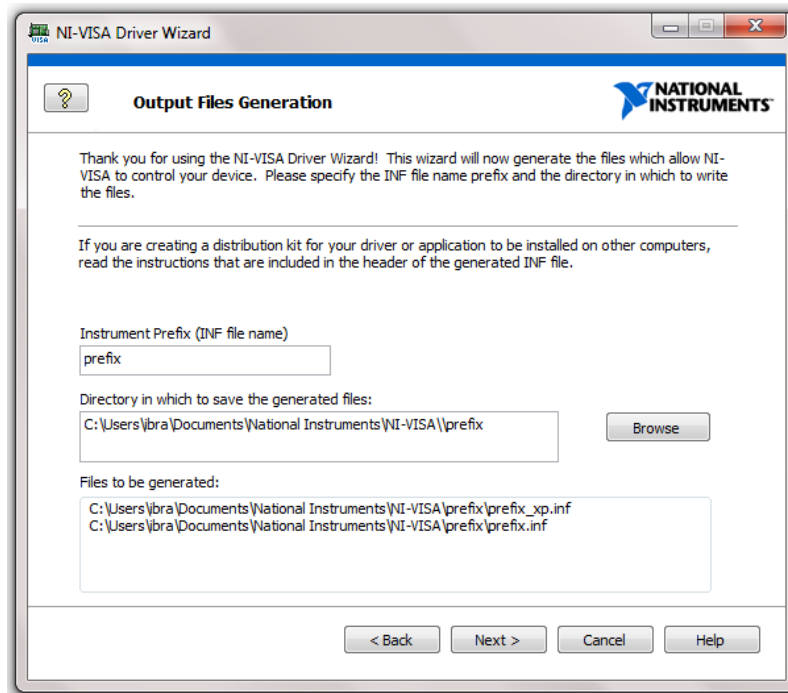 VISA
NI-VISA Driver Wizard
?
Output Files Generation
NATIONAL
INSTRUMENTS™
Thank you for using the NI-VISA Driver Wizard! This wizard will now generate the files which allow NI-
VISA to control your device. Please specify the INF file name prefix and the directory in which to write
the files.
If you are creating a distribution kit for your driver or application to be installed on other computers,
read the instructions that are included in the header of the generated INF file.
Instrument Prefix (INF file name)
prefix
Directory in which to save the generated files:
C:\Users\ibra\Documents\National Instruments\NI-VISA\\prefix
Browse
Files to be generated:
C:\Users\ibra\Documents\National Instruments\NI-VISA\prefix\prefix_xp.inf
C:\Users\ibra\Documents\National Instruments\NI-VISA\prefix\prefix.inf
< Back
Next >
Cancel
Help